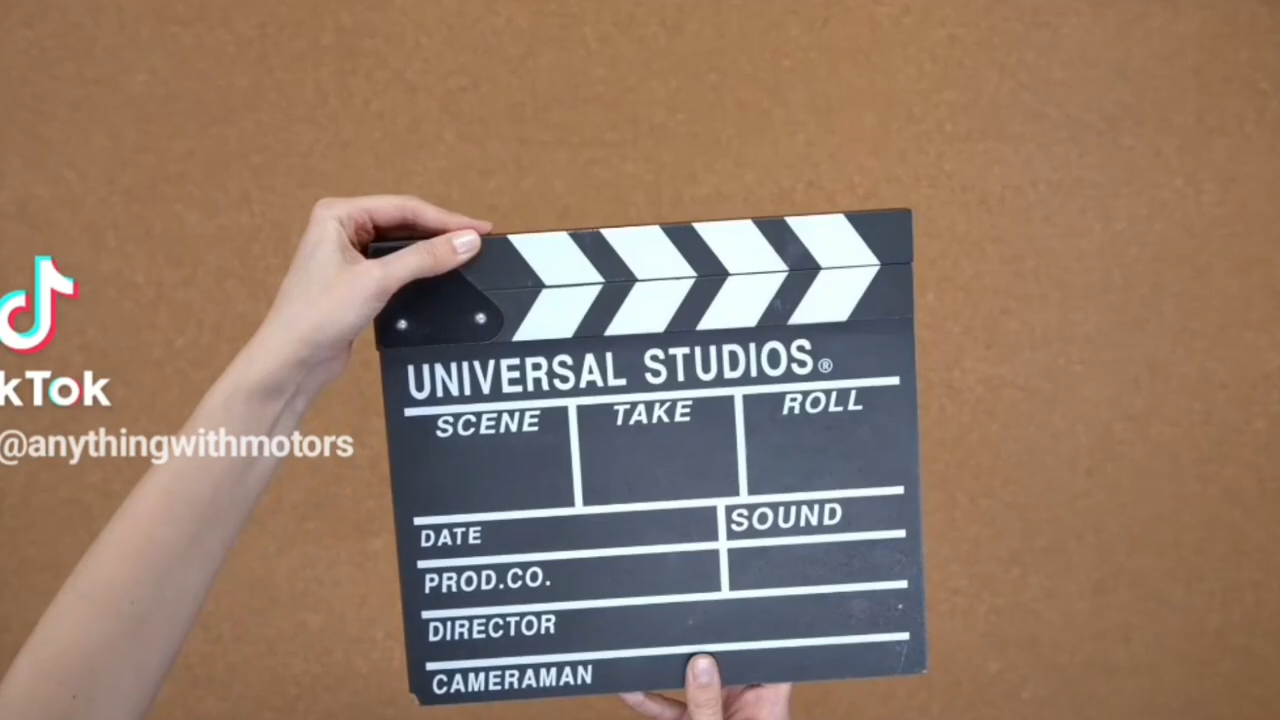 UNIVERSAL STUDIOS®
SCENE TAKE ROLL
DATE SOUND
PROD.CO.
DIRECTOR
CAMERAMAN
kTok
@anythingwithmotors